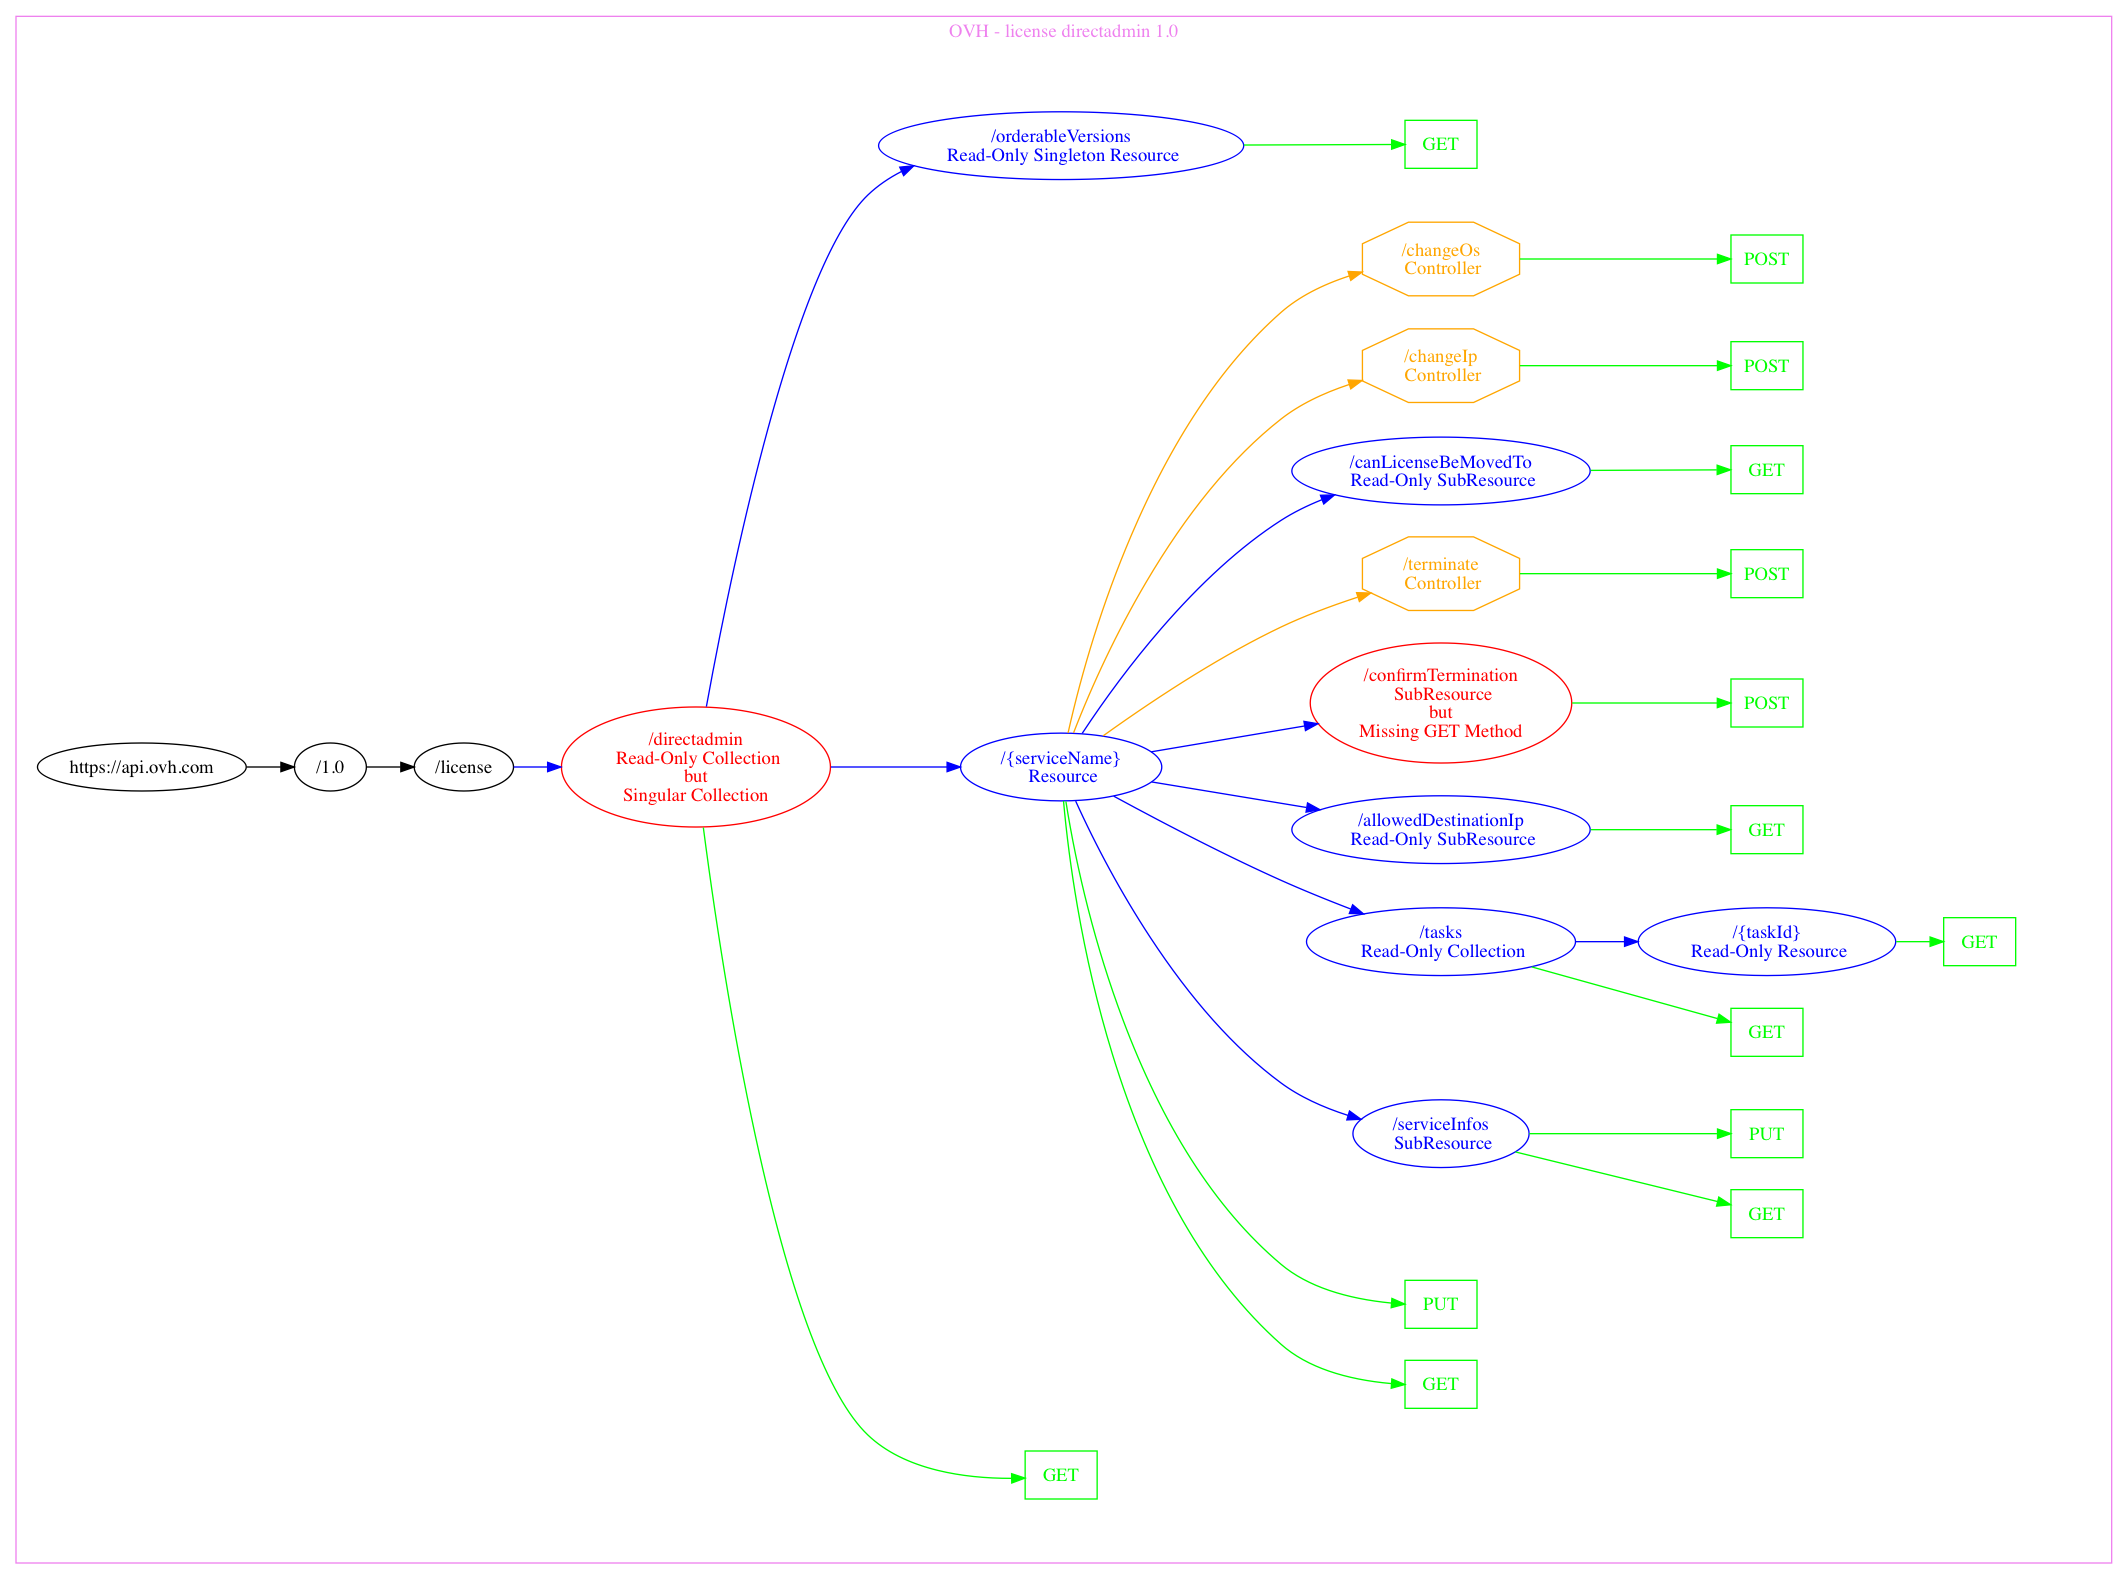 OVH - license directadmin 1.0
/orderableVersions
Read-Only Singleton Resource
GET
/changeOs
Controller
POST
/changeIp
Controller
POST
/canLicenseBeMovedTo
Read-Only SubResource
GET
/terminate
Controller
POST
/confirmTermination
SubResource
but
Missing GET Method
POST
https://api.ovh.com
/1.0
/license
/directadmin
Read-Only Collection
but
Singular Collection
/{serviceName}
Resource
/allowedDestinationIp
Read-Only SubResource
GET
/tasks
Read-Only Collection
/{taskId}
Read-Only Resource
GET
GET
/serviceInfos
SubResource
PUT
GET
PUT
GET
GET